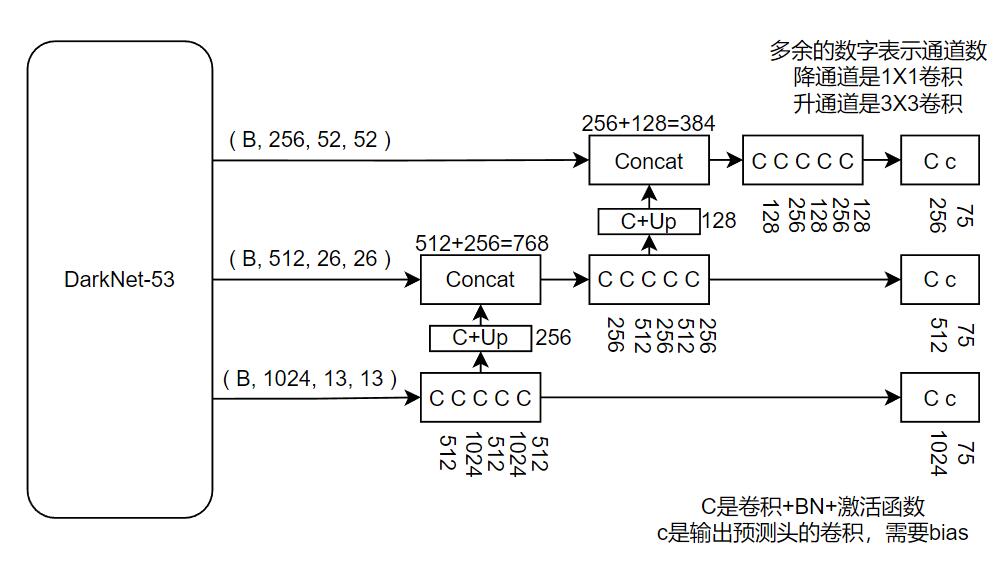 多余的数字表示通道数
降通道是1X1卷积
升通道是3X3卷积
256+128=384
( B, 256, 52, 52 )
Concat
C C C C C
C c
128
256
128
256
128
256
75
C+Up
128
512+256=768
( B, 512, 26, 26 )
DarkNet-53
Concat
C C C C C
C c
256
512
256
512
256
512
75
C+Up
256
( B, 1024, 13, 13 )
C C C C C
C c
512
1024
512
1024
512
1024
75
C是卷积+BN+激活函数
c是输出预测头的卷积，需要bias